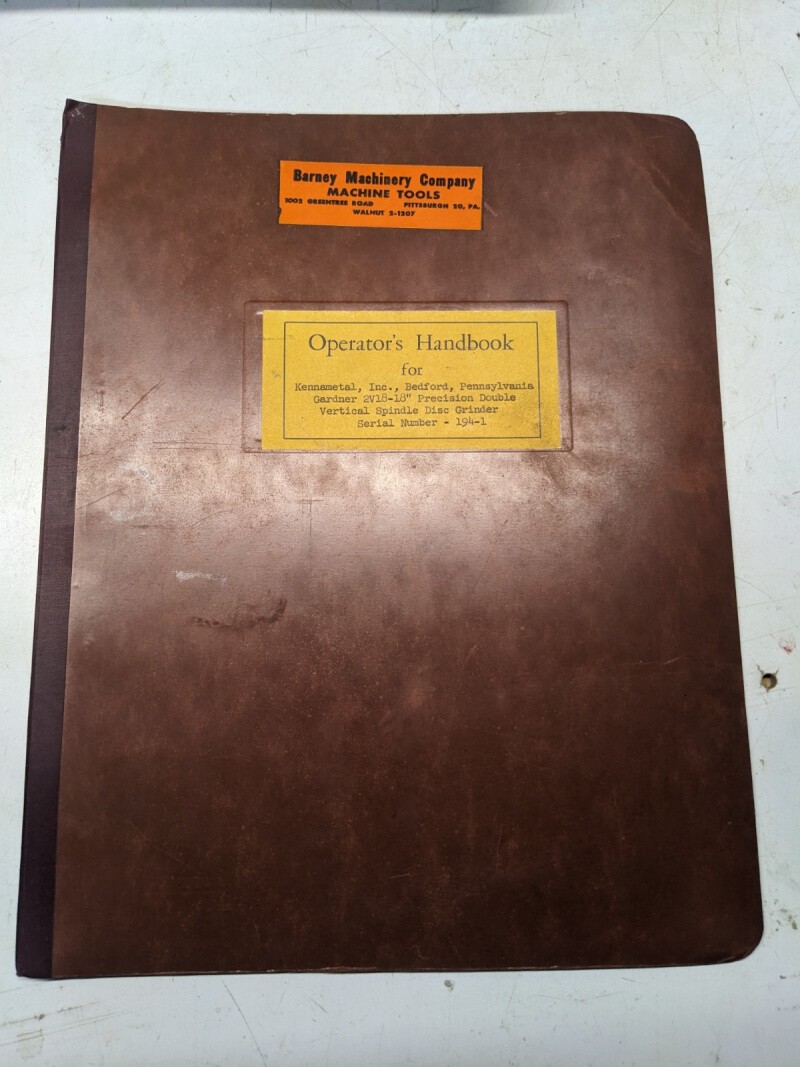 Barney Machinery Company
MACHINE TOOLS
1002 GREENTREE ROAD PITTSBURGH 20, PA.
WALNUT 2-1207
Operator's Handbook
for
Kennametal, Inc., Bedford, Pennsylvania
Gardner 2V18-18" Precision Double
Vertical Spindle Disc Grinder
Serial Number - 194-1